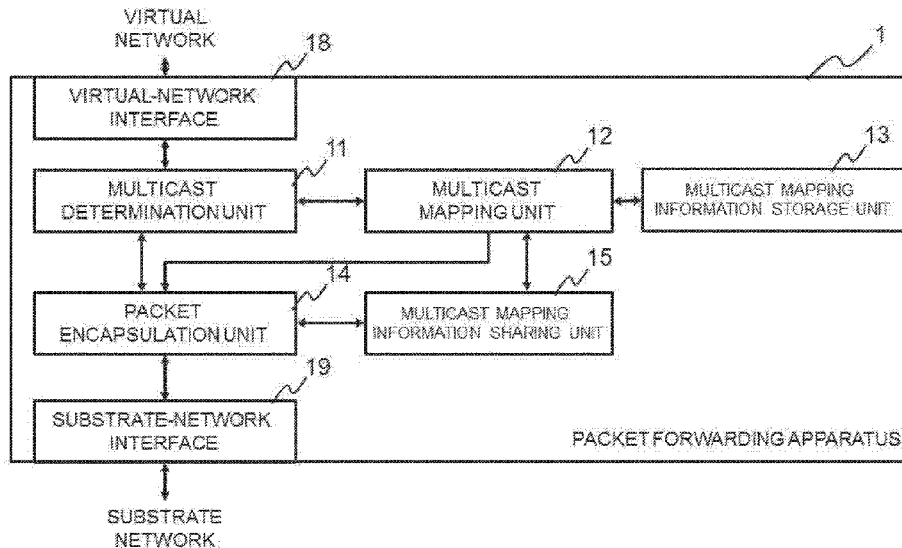 VIRTUAL
NETWORK
18
1
VIRTUAL-NETWORK
INTERFACE
11
12
13
MULTICAST
DETERMINATION UNIT
MULTICAST
MAPPING UNIT
MULTICAST MAPPING
INFORMATION STORAGE UNIT
14
15
PACKET
ENCAPSULATION UNIT
MULTICAST MAPPING
INFORMATION SHARING UNIT
19
SUBSTRATE-NETWORK
INTERFACE
PACKET FORWARDING APPARATUS
SUBSTRATE
NETWORK